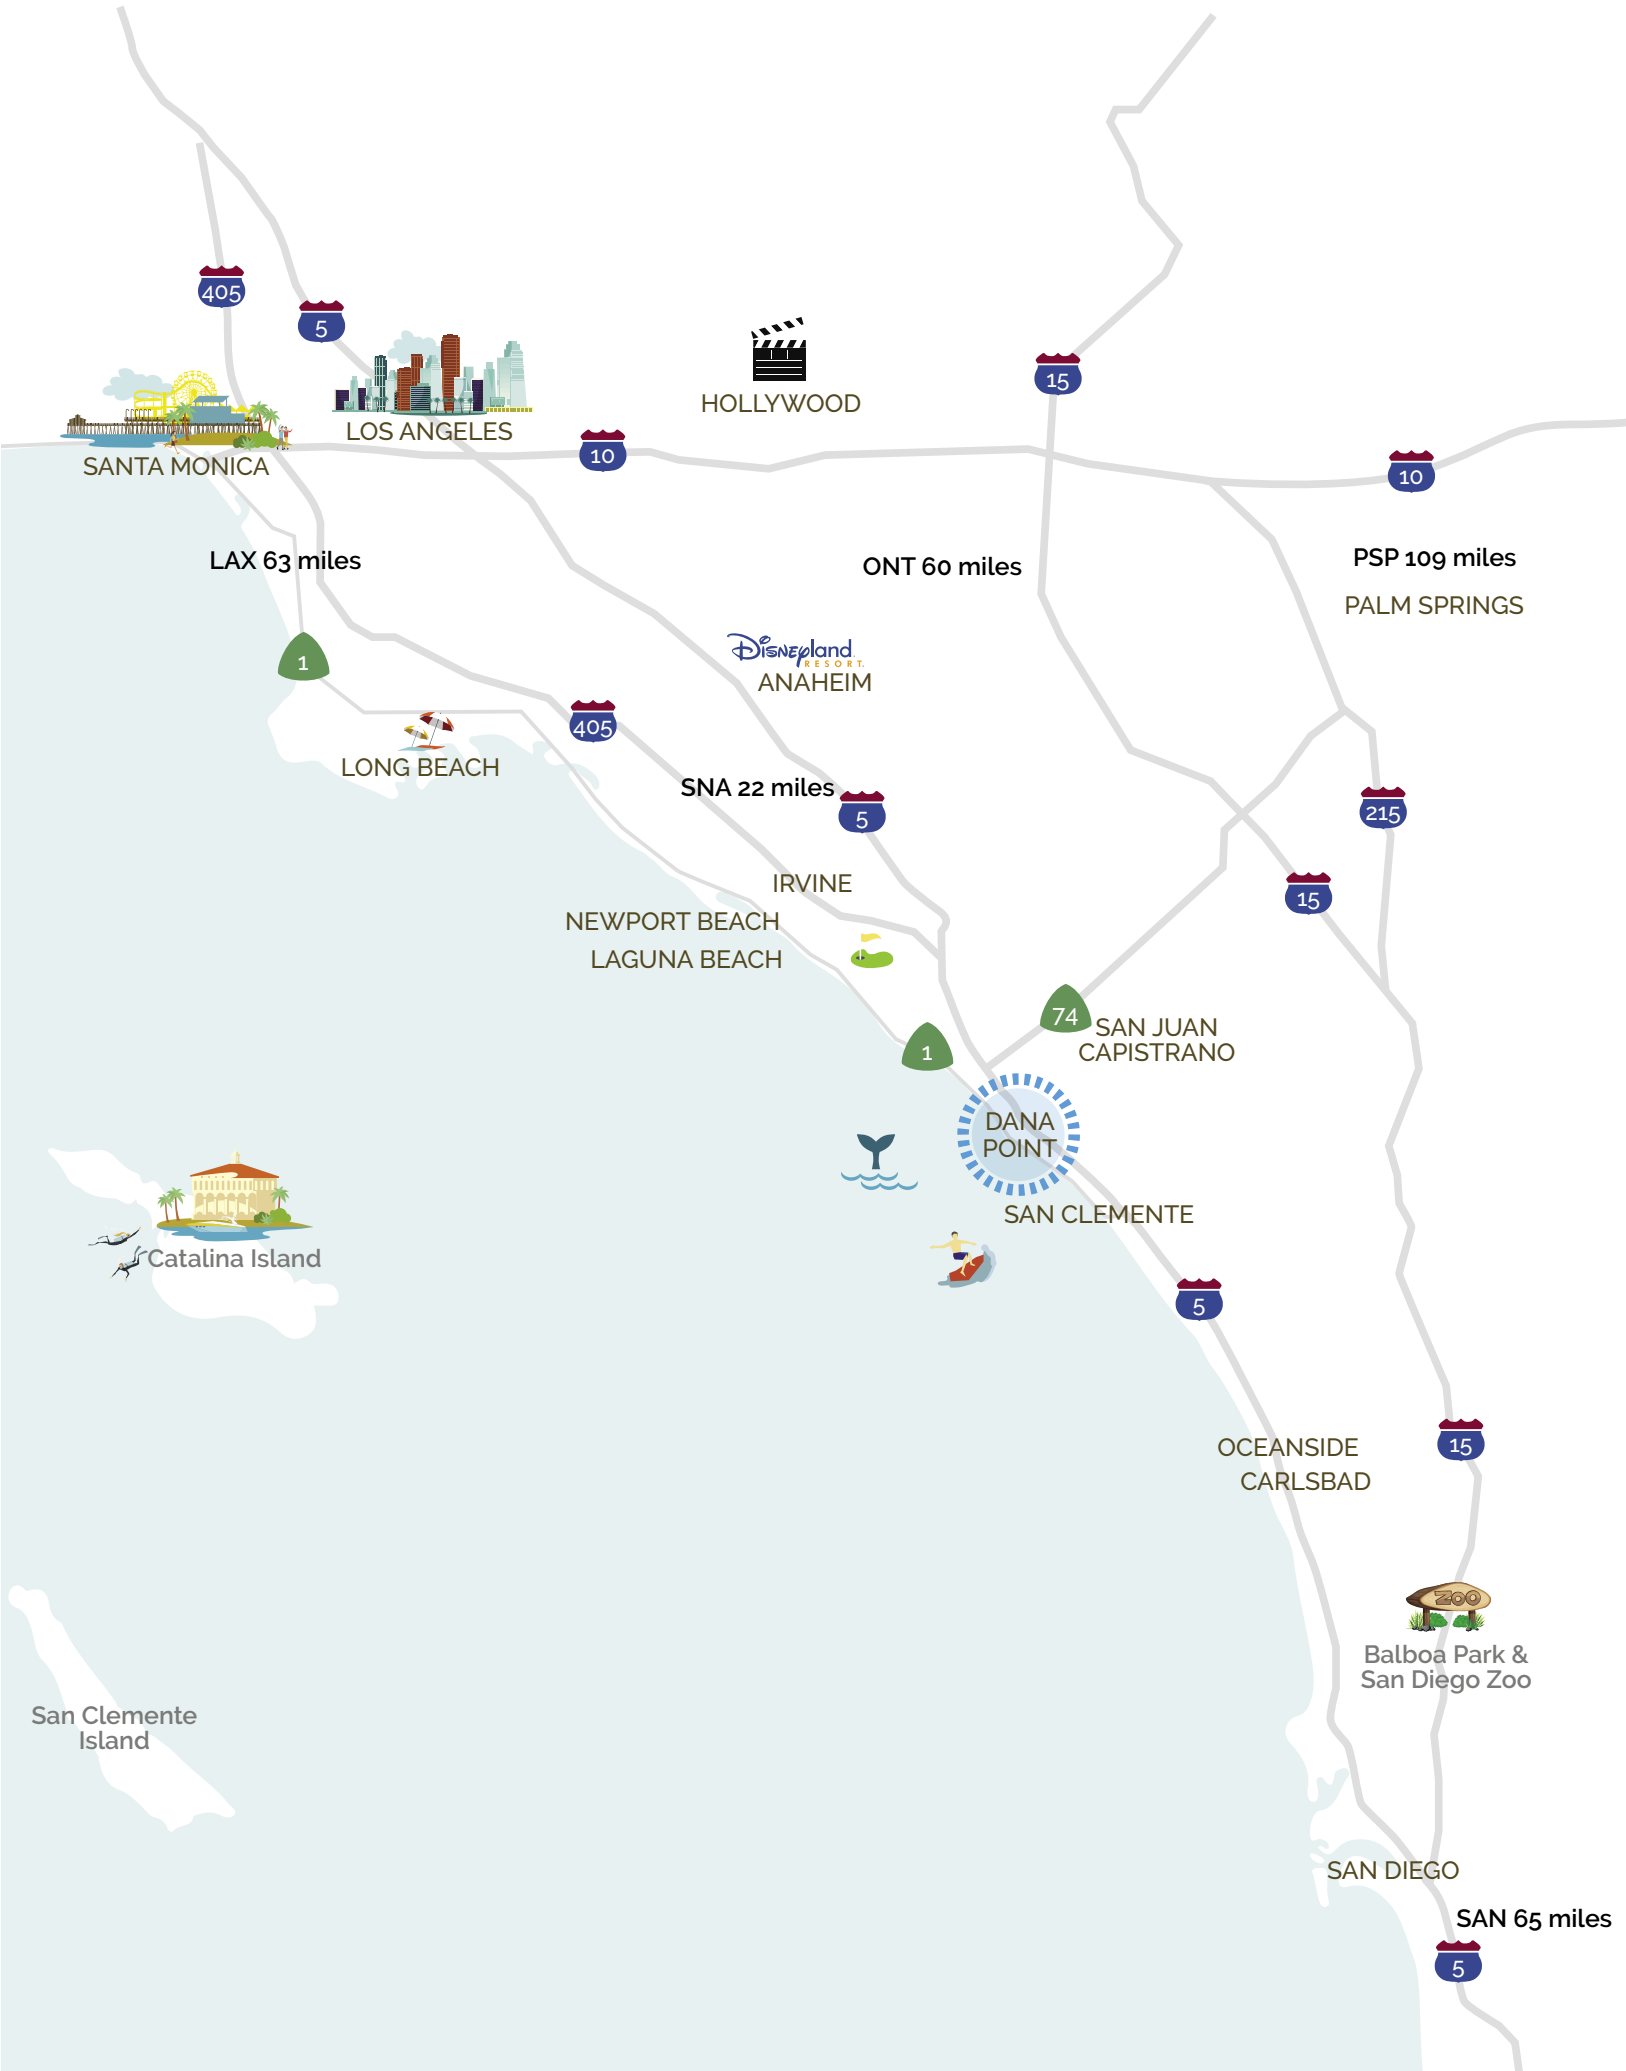 405
5
15
HOLLYWOOD
LOS ANGELES
10
SANTA MONICA
10
LAX 63 miles
ONT 60 miles
PSP 109 miles
PALM SPRINGS
1
Disneyland
RESORT.
ANAHEIM
405
LONG BEACH
SNA 22 miles
5
215
IRVINE
15
NEWPORT BEACH
LAGUNA BEACH
74
SAN JUAN
CAPISTRANO
1
DANA
POINT
SAN CLEMENTE
Catalina Island
5
OCEANSIDE
15
CARLSBAD
ZOO
Balboa Park &
San Diego Zoo
San Clemente
Island
SAN DIEGO
SAN 65 miles
5